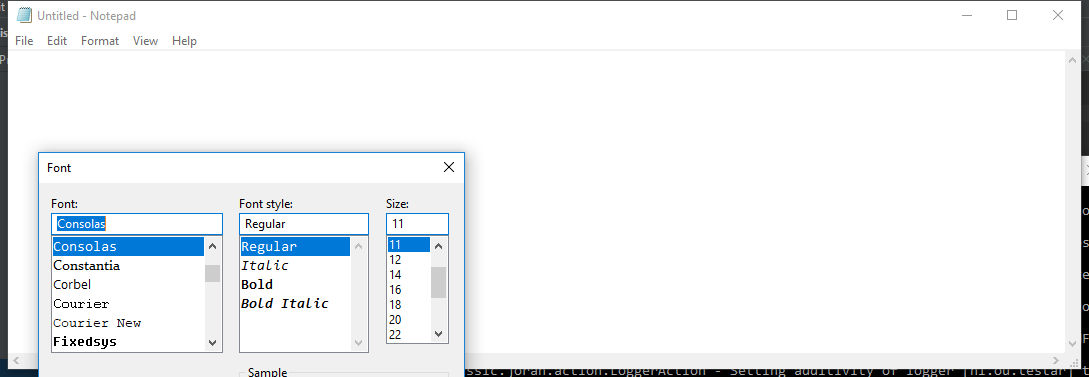 Untitled - Notepad
File Edit Format View Help
Font
Font: Font style: Size:
Consolas Regular 11
Consolas Regular 11
Constantia Italic 12
Corbel Bold 14
Courier Bold Italic 16
Courier New 18
Fixedsys 20
22
Sample
ssic.joran.action.LoggerAction - Setting additivity of logger [nl.ou.testar]